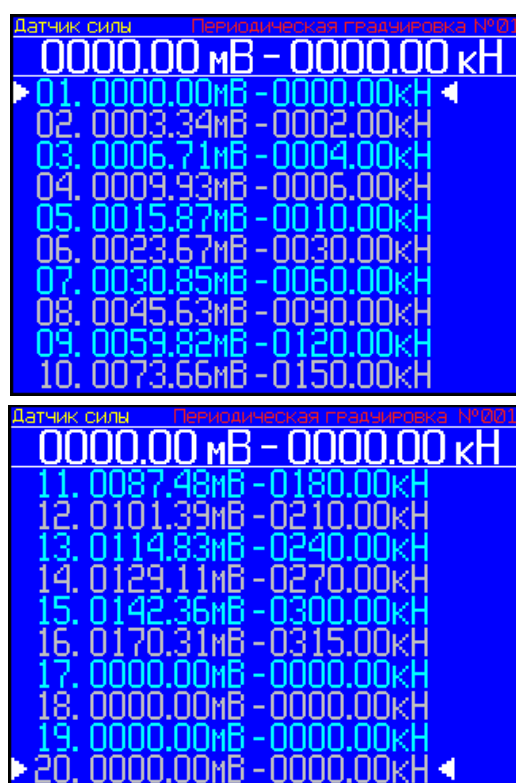 Датчик силы Периодическая градуировка №01
0000.00 мВ – 0000.00 кН
01. 0000.00мВ -0000.00кН
02. 0003.34мВ -0002.00кН
03. 0006.71мВ -0004.00кН
04. 0009.93мВ -0006.00кН
05. 0015.87мВ -0010.00кН
06. 0023.67мВ -0030.00кН
07. 0030.85мВ -0060.00кН
08. 0045.63мВ -0090.00кН
09. 0059.82мВ -0120.00кН
10. 0073.66мВ -0150.00кН
Датчик силы Периодическая градуировка №001
0000.00 мВ – 0000.00 кН
11. 0087.48мВ -0180.00кН
12. 0101.39мВ -0210.00кН
13. 0114.83мВ -0240.00кН
14. 0129.11мВ -0270.00кН
15. 0142.36мВ -0300.00кН
16. 0170.31мВ -0315.00кН
17. 0000.00мВ -0000.00кН
18. 0000.00мВ -0000.00кН
19. 0000.00мВ -0000.00кН
20. 0000.00мВ -0000.00кН